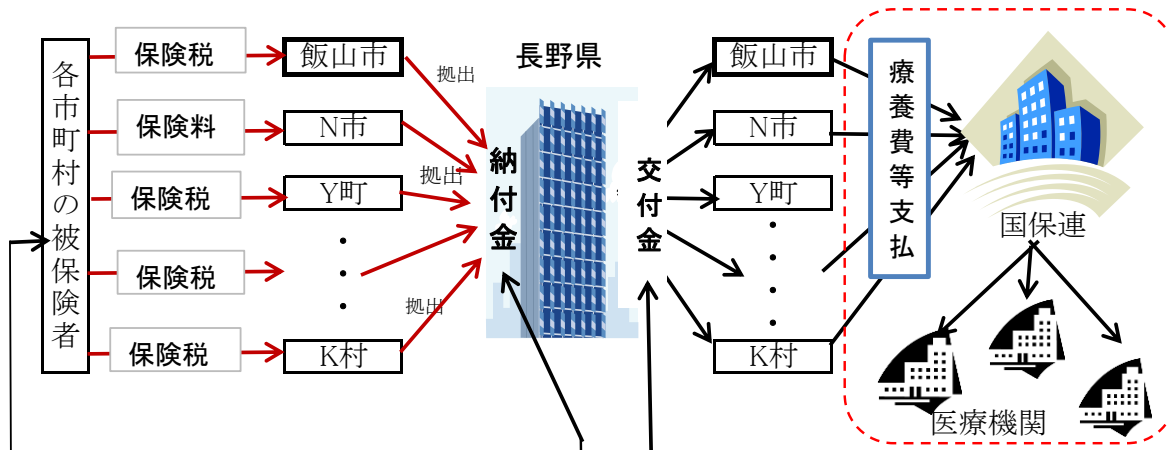 各市町村の被保険者
保険税
保険料
保険税
保険税
保険税
飯山市
N市
Y町
・
・
・
K村
拠出
拠出
拠出
長野県
納付金
交付金
飯山市
N市
Y町
・
・
・
・
K村
療養費等支払
国保連
医療機関